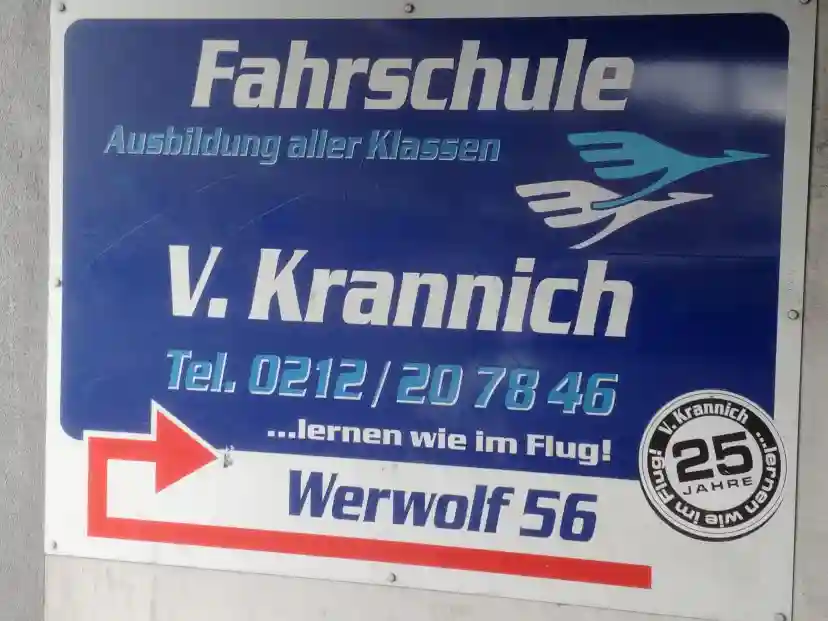 Fahrschule
Ausbildung aller Klassen
V. Krannich
Tel. 0212/20 78 46
...lernen wie im Flug!
Werwolf 56
V. Krannich
25
JAHRE
...lernen wie im Flug!